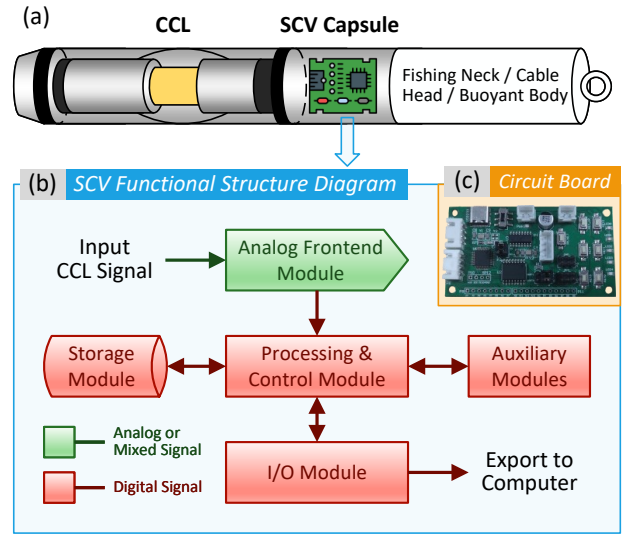 (a)
CCL
SCV Capsule
Fishing Neck / Cable
Head / Buoyant Body
(b)
SCV Functional Structure Diagram
(c)
Circuit Board
Input
CCL Signal
Analog Frontend
Module
Storage
Module
Processing &
Control Module
Auxiliary
Modules
Analog or
Mixed Signal
Digital Signal
I/O Module
Export to
Computer